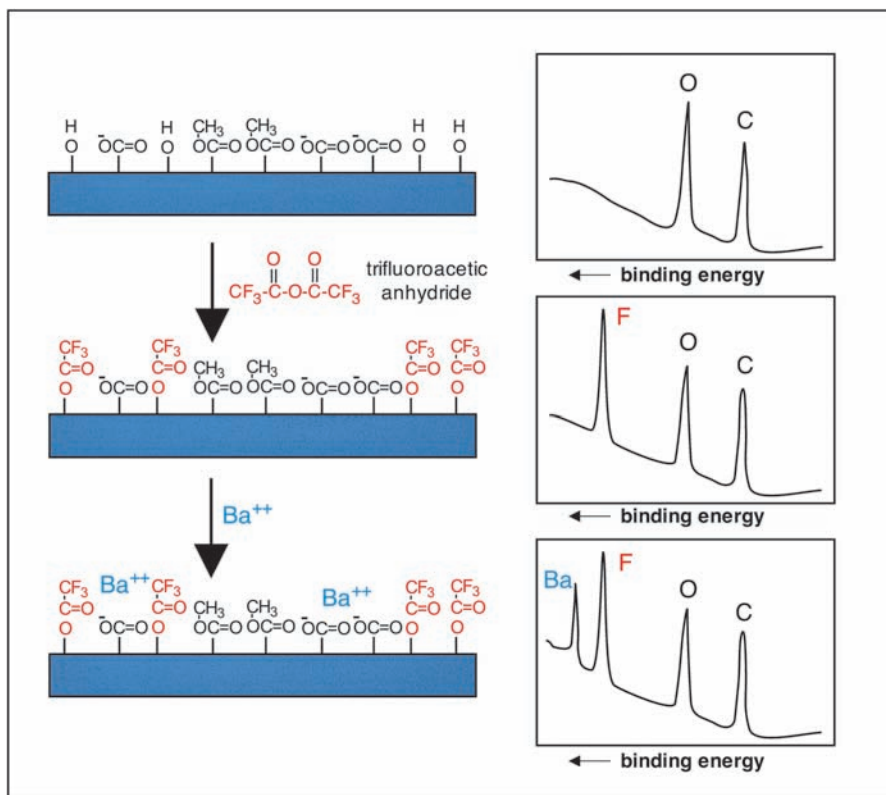 H H H H
O ⁻OC=O O CH₃ OC=O CH₃ OC=O ⁻OC=O ⁻OC=O O O
O O
CF₃-C-O-C-CF₃
trifluoroacetic
anhydride
CF₃ CF₃ CF₃ CF₃
C=O C=O CH₃ CH₃ C=O C=O
O ⁻OC=O O OC=O OC=O ⁻OC=O ⁻OC=O O O
Ba⁺⁺
CF₃ Ba⁺⁺ CF₃ Ba⁺⁺ CF₃ CF₃
C=O C=O CH₃ CH₃ C=O C=O
O ⁻OC=O O OC=O OC=O ⁻OC=O ⁻OC=O O O
O
C
binding energy
F
O
C
binding energy
Ba
F
O
C
binding energy